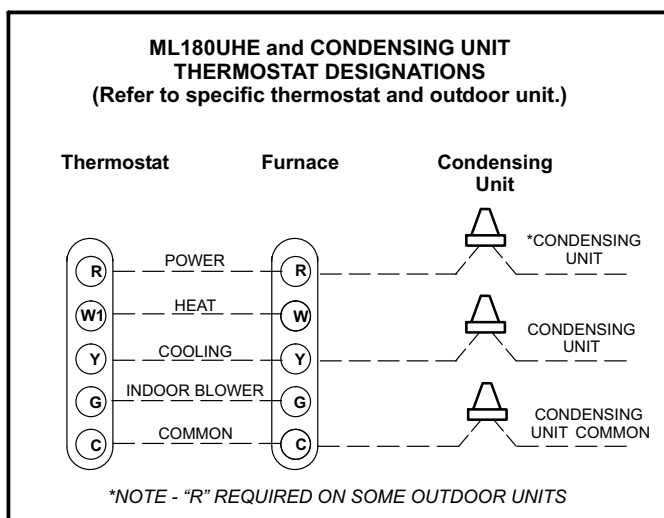 ML180UHE and CONDENSING UNIT
THERMOSTAT DESIGNATIONS
(Refer to specific thermostat and outdoor unit.)
Thermostat Furnace Condensing
Unit
R POWER R *CONDENSING
UNIT
W1 HEAT W
Y COOLING Y CONDENSING
UNIT
G INDOOR BLOWER G
C COMMON C CONDENSING
UNIT COMMON
*NOTE - “R” REQUIRED ON SOME OUTDOOR UNITS